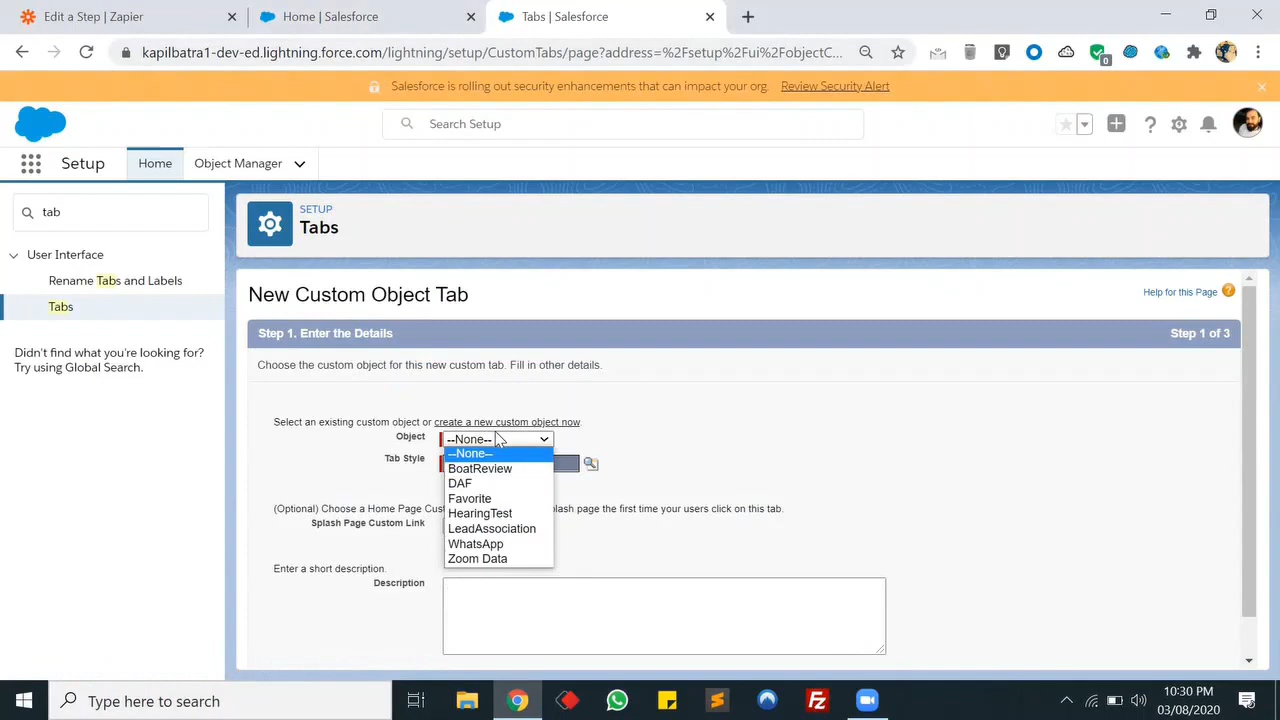 Edit a Step | Zapier
Home | Salesforce
Tabs | Salesforce
kapilbatra1-dev-ed.lightning.force.com/lightning/setup/CustomTabs/page?address=%2Fsetup%2Fui%2FobjectC...
0
Salesforce is rolling out security enhancements that can impact your org. Review Security Alert
Search Setup
Setup
Home
Object Manager
tab
User Interface
Rename Tabs and Labels
Tabs
Didn't find what you're looking for?
Try using Global Search.
SETUP
Tabs
New Custom Object Tab
Help for this Page
Step 1. Enter the Details
Step 1 of 3
Choose the custom object for this new custom tab. Fill in other details.
Select an existing custom object or create a new custom object now.
Object
--None--
Tab Style
--None--
BoatReview
DAF
Favorite
HearingTest
LeadAssociation
WhatsApp
Zoom Data
(Optional) Choose a Home Page Cus
plash page the first time your users click on this tab.
Splash Page Custom Link
Enter a short description.
Description
Type here to search
10:30 PM
03/08/2020